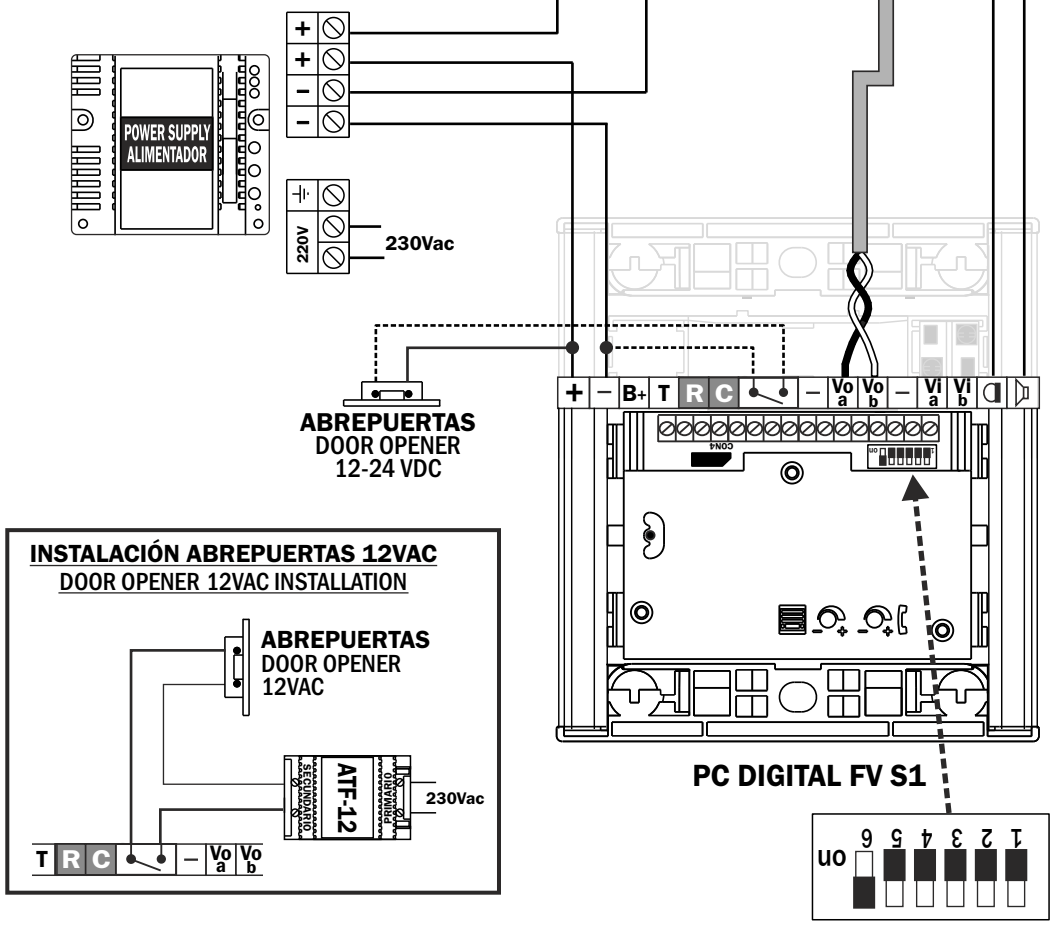 +
+
−
−
POWER SUPPLY
ALIMENTADOR
220V
230Vac
+ − B+ T R C − Vo a Vo b − Vi a Vi b
ABREPUERTAS
DOOR OPENER
12-24 VDC
CON4
on 1
− + − +
INSTALACIÓN ABREPUERTAS 12VAC
DOOR OPENER 12VAC INSTALLATION
ABREPUERTAS
DOOR OPENER
12VAC
SECUNDARIO
ATF-12
PRIMARIO
230Vac
T R C − Vo a Vo b
PC DIGITAL FV S1
on 6 5 4 3 2 1